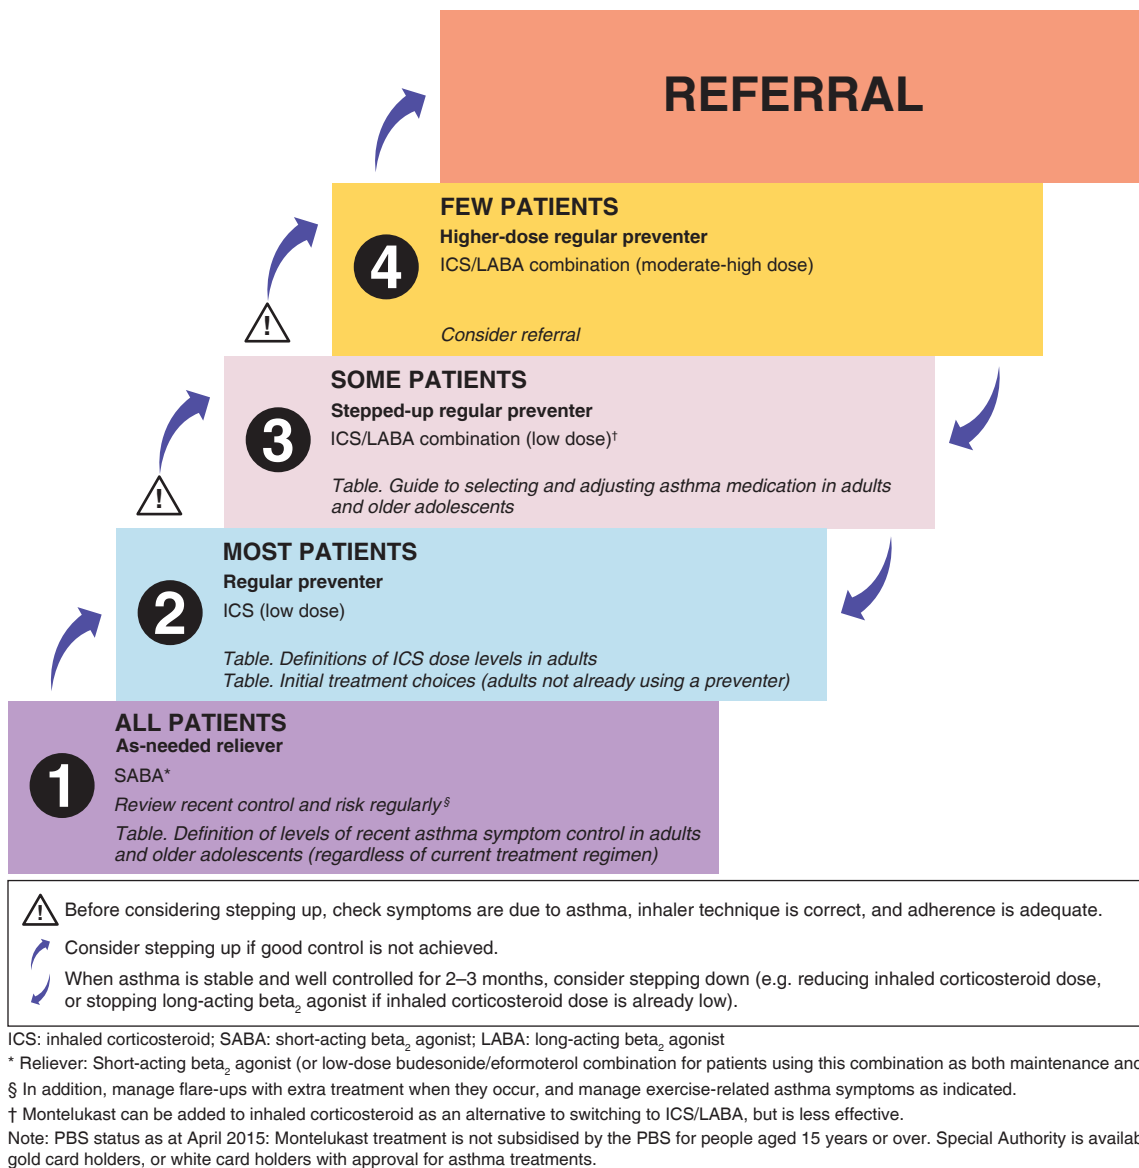 REFERRAL
4
FEW PATIENTS
Higher-dose regular preventer
ICS/LABA combination (moderate-high dose)
Consider referral
!
3
SOME PATIENTS
Stepped-up regular preventer
ICS/LABA combination (low dose)†
Table. Guide to selecting and adjusting asthma medication in adults
and older adolescents
!
2
MOST PATIENTS
Regular preventer
ICS (low dose)
Table. Definitions of ICS dose levels in adults
Table. Initial treatment choices (adults not already using a preventer)
1
ALL PATIENTS
As-needed reliever
SABA*
Review recent control and risk regularly§
Table. Definition of levels of recent asthma symptom control in adults
and older adolescents (regardless of current treatment regimen)
! Before considering stepping up, check symptoms are due to asthma, inhaler technique is correct, and adherence is adequate.
Consider stepping up if good control is not achieved.
When asthma is stable and well controlled for 2–3 months, consider stepping down (e.g. reducing inhaled corticosteroid dose,
or stopping long-acting beta₂ agonist if inhaled corticosteroid dose is already low).
ICS: inhaled corticosteroid; SABA: short-acting beta₂ agonist; LABA: long-acting beta₂ agonist
* Reliever: Short-acting beta₂ agonist (or low-dose budesonide/eformoterol combination for patients using this combination as both maintenance and
§ In addition, manage flare-ups with extra treatment when they occur, and manage exercise-related asthma symptoms as indicated.
† Montelukast can be added to inhaled corticosteroid as an alternative to switching to ICS/LABA, but is less effective.
Note: PBS status as at April 2015: Montelukast treatment is not subsidised by the PBS for people aged 15 years or over. Special Authority is
gold card holders, or white card holders with approval for asthma treatments.